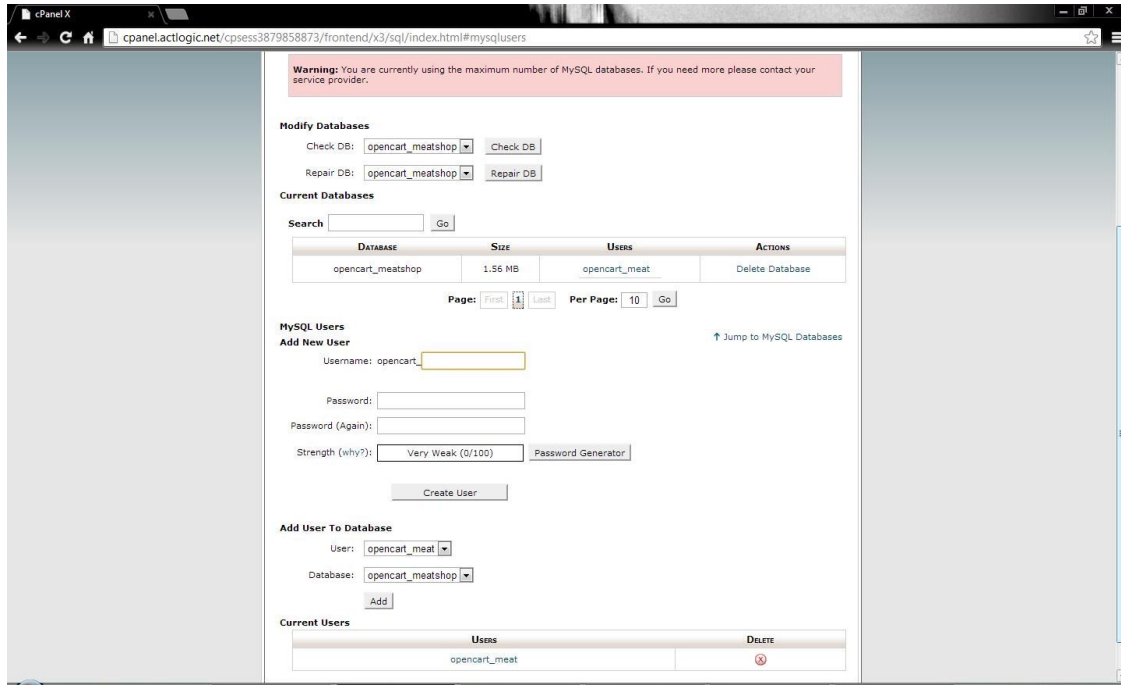 cPanel X
cpanel.actlogic.net/cpsess3879858873/frontend/x3/sql/index.html#mysqlusers
Warning: You are currently using the maximum number of MySQL databases. If you need more please contact your
service provider.
Modify Databases
Check DB: opencart_meatshop Check DB
Repair DB: opencart_meatshop Repair DB
Current Databases
Search Go
DATABASE SIZE USERS ACTIONS
opencart_meatshop 1.56 MB opencart_meat Delete Database
Page: First 1 Last Per Page: 10 Go
MySQL Users
↑ Jump to MySQL Databases
Add New User
Username: opencart_
Password:
Password (Again):
Strength (why?): Very Weak (0/100) Password Generator
Create User
Add User To Database
User: opencart_meat
Database: opencart_meatshop
Add
Current Users
USERS DELETE
opencart_meat